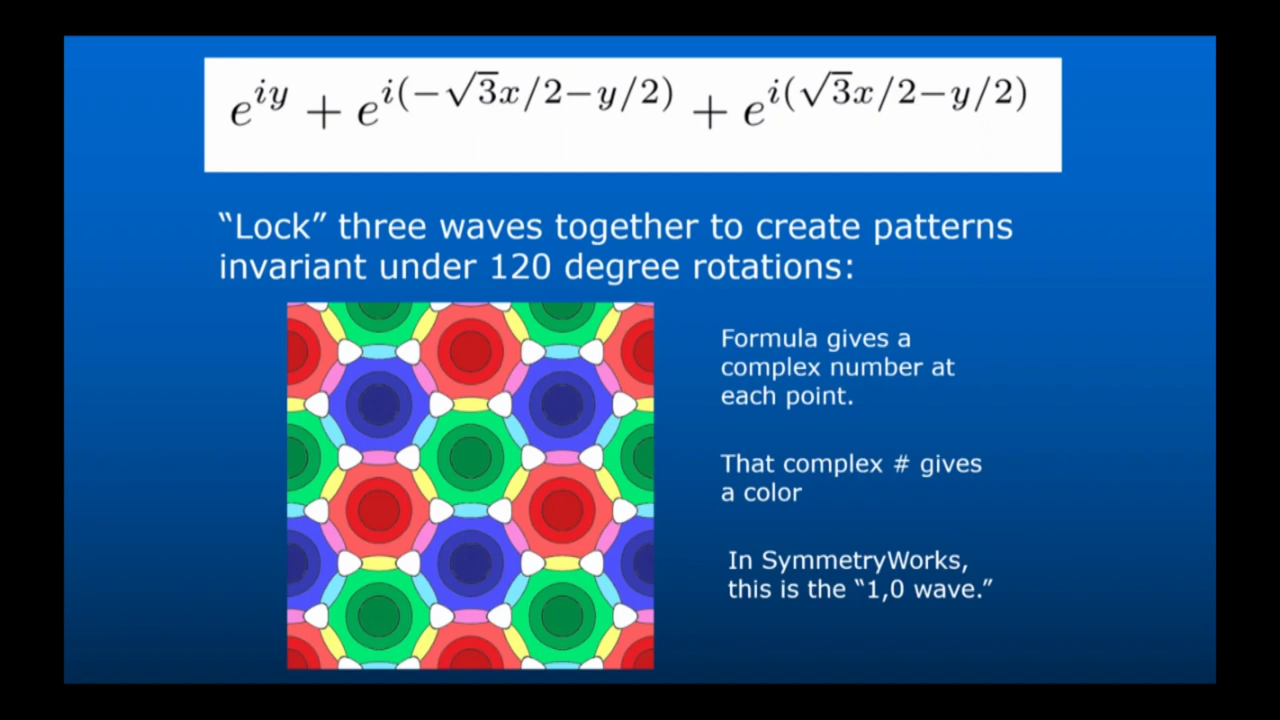 e^{iy} + e^{i(-√3x/2-y/2)} + e^{i(√3x/2-y/2)}
“Lock” three waves together to create patterns
invariant under 120 degree rotations:
Formula gives a
complex number at
each point.
That complex # gives
a color
In SymmetryWorks,
this is the “1,0 wave.”